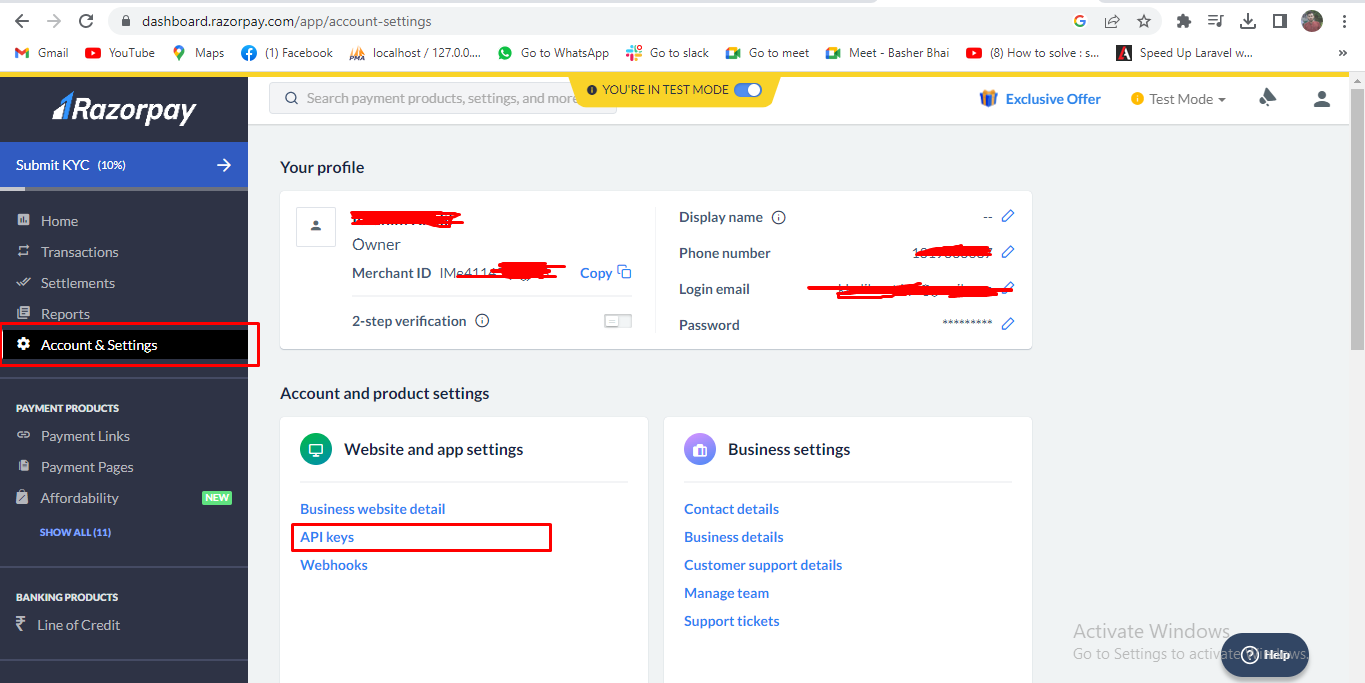 dashboard.razorpay.com/app/account-settings
Gmail YouTube Maps (1) Facebook localhost / 127.0.0.... Go to WhatsApp Go to slack Go to meet Meet - Basher Bhai (8) How to solve : s... Speed Up Laravel w... »
Razorpay
Search payment products, settings, and more
YOU'RE IN TEST MODE
Exclusive Offer
Test Mode
Submit KYC (10%)
Home
Transactions
Settlements
Reports
Account & Settings
PAYMENT PRODUCTS
Payment Links
Payment Pages
Affordability NEW
SHOW ALL (11)
BANKING PRODUCTS
₹ Line of Credit
Your profile
Owner
Merchant ID Copy
2-step verification
Display name --
Phone number
Login email
Password *********
Account and product settings
Website and app settings
Business website detail
API keys
Webhooks
Business settings
Contact details
Business details
Customer support details
Manage team
Support tickets
Activate Windows
Go to Settings to activate Windows.
Help